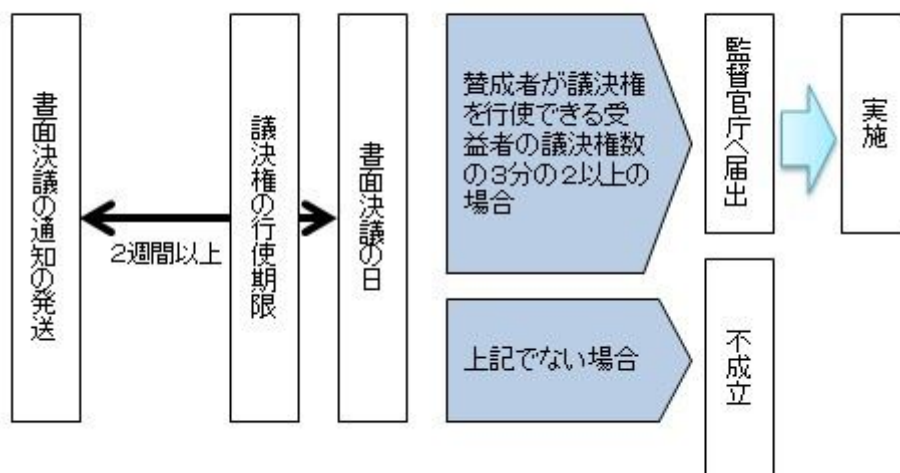 書面決議の通知の発送
2週間以上
議決権の行使期限
書面決議の日
賛成者が議決権
を行使できる受
益者の議決権数
の3分の2以上の
場合
監督官庁へ届出
実施
上記でない場合
不成立